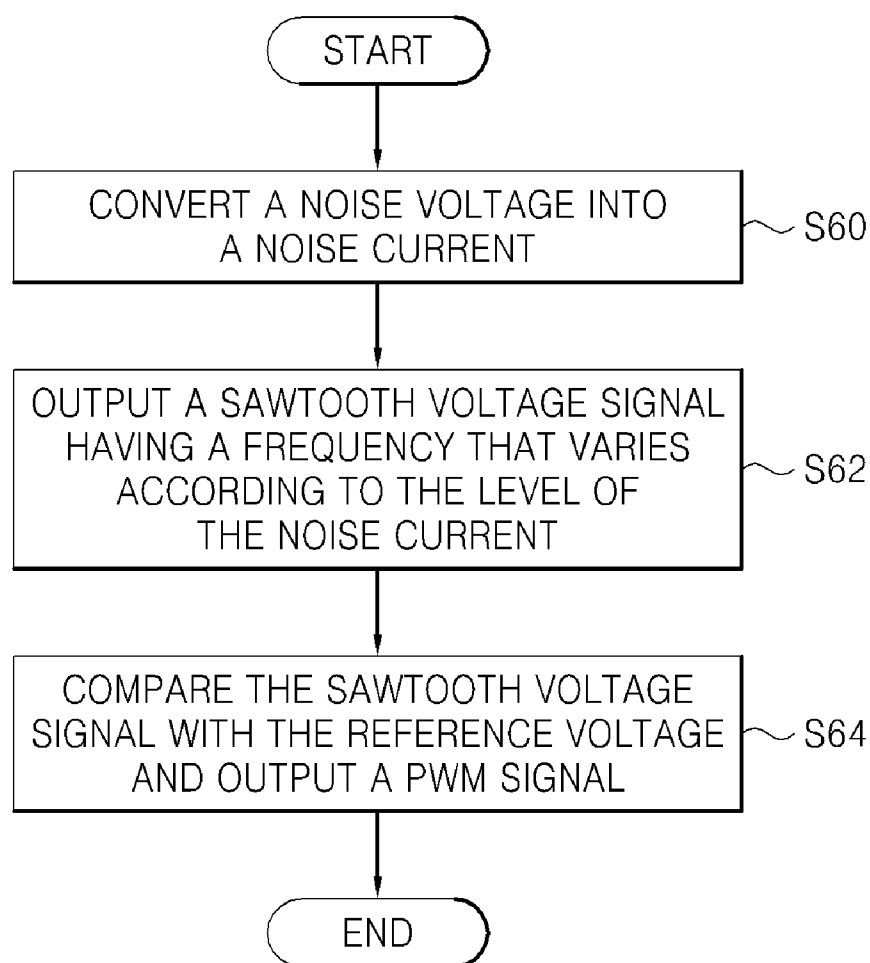 START
CONVERT A NOISE VOLTAGE INTO
A NOISE CURRENT
S60
OUTPUT A SAWTOOTH VOLTAGE SIGNAL
HAVING A FREQUENCY THAT VARIES
ACCORDING TO THE LEVEL OF
THE NOISE CURRENT
S62
COMPARE THE SAWTOOTH VOLTAGE
SIGNAL WITH THE REFERENCE VOLTAGE
AND OUTPUT A PWM SIGNAL
S64
END